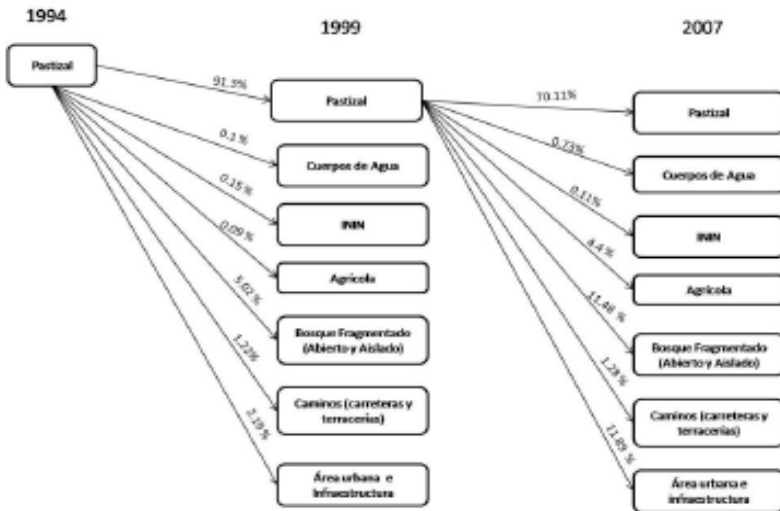 1994
1999
2007
Pastizal
91.3%
0.1 %
0.15 %
0.09 %
5.02 %
1.22%
2.19 %
Pastizal
Cuerpos de Agua
ININ
Agrícola
Bosque Fragmentado
(Abierto y Aislado)
Caminos (carreteras y
terracerías)
Área urbana e
Infraestructura
70.11%
0.73%
0.11%
4.4 %
11.48 %
1.28 %
11.89 %
Pastizal
Cuerpos de Agua
ININ
Agrícola
Bosque Fragmentado
(Abierto y Aislado)
Caminos (carreteras y
terracerías)
Área urbana e
infraestructura